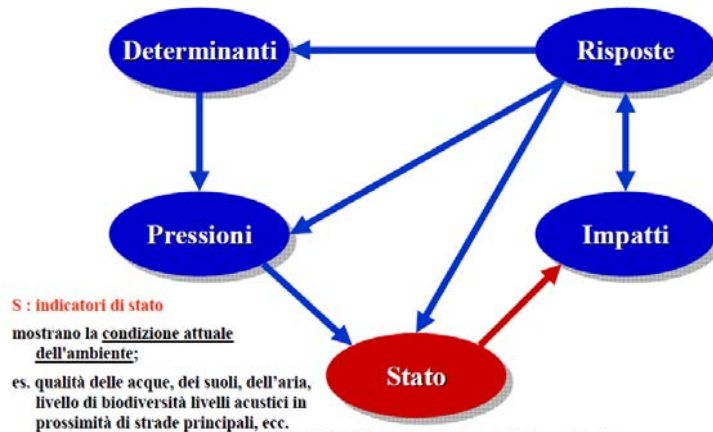 Determinanti
Risposte
Pressioni
Impatti
S : indicatori di stato
mostrano la condizione attuale
dell'ambiente;
es. qualità delle acque, dei suoli, dell'aria,
livello di biodiversità livelli acustici in
prossimità di strade principali, ecc.
Stato